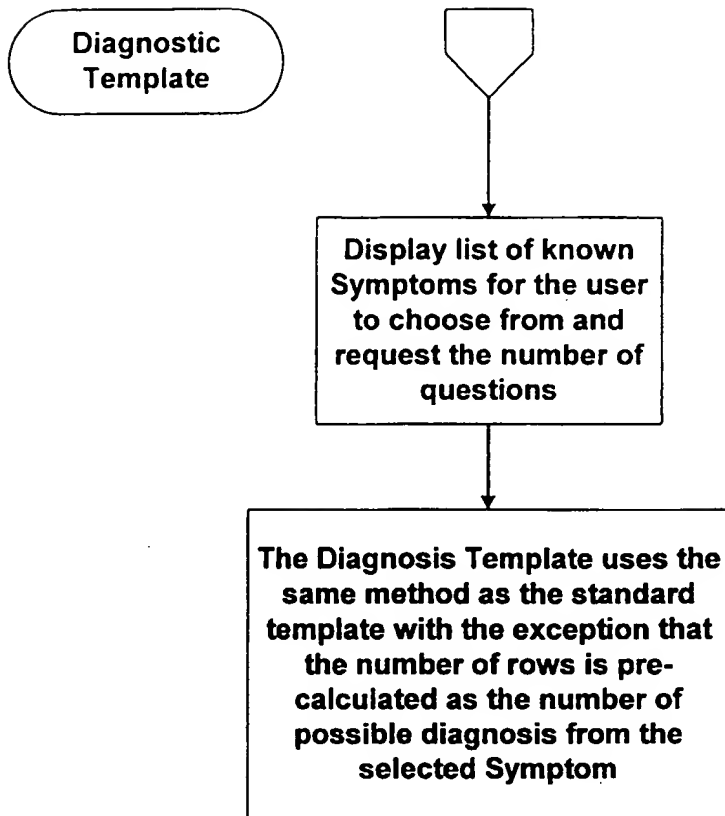 Diagnostic
Template
Display list of known
Symptoms for the user
to choose from and
request the number of
questions
The Diagnosis Template uses the
same method as the standard
template with the exception that
the number of rows is pre-
calculated as the number of
possible diagnosis from the
selected Symptom